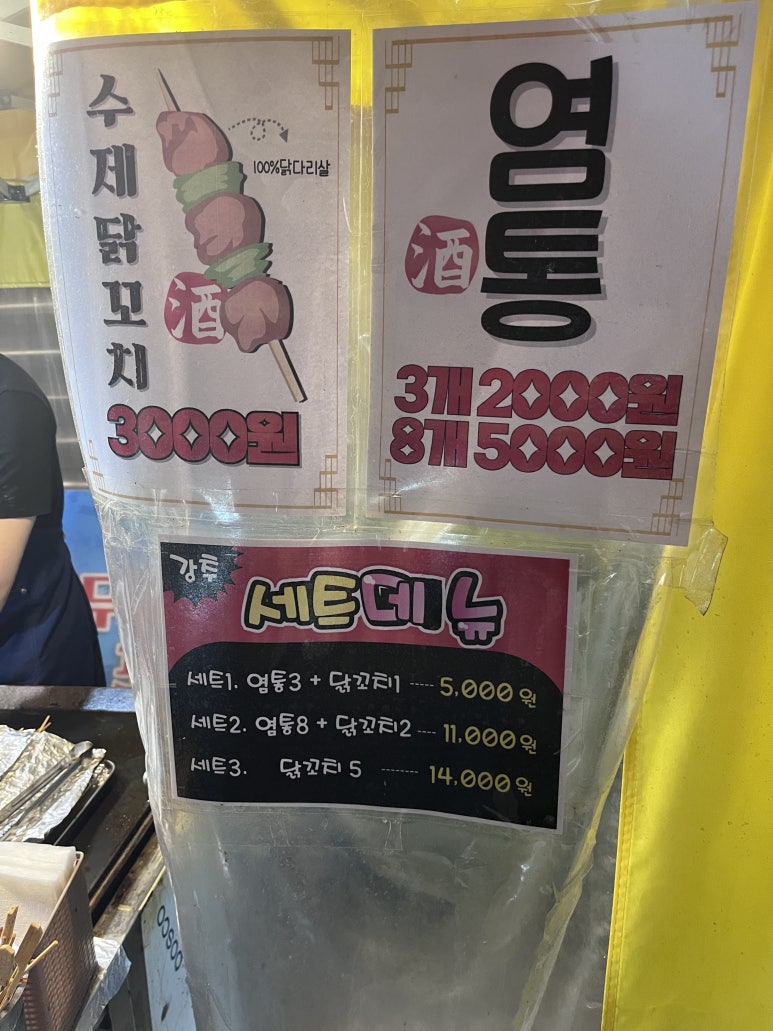 수제닭꼬치
100%닭다리살
酒
3000원
염통
酒
3개 2000원
8개 5000원
강추
세트메뉴
세트1. 염통3 + 닭꼬치1 ----- 5,000원
세트2. 염통8 + 닭꼬치2 ---- 11,000원
세트3. 닭꼬치 5 -------- 14,000원
00600